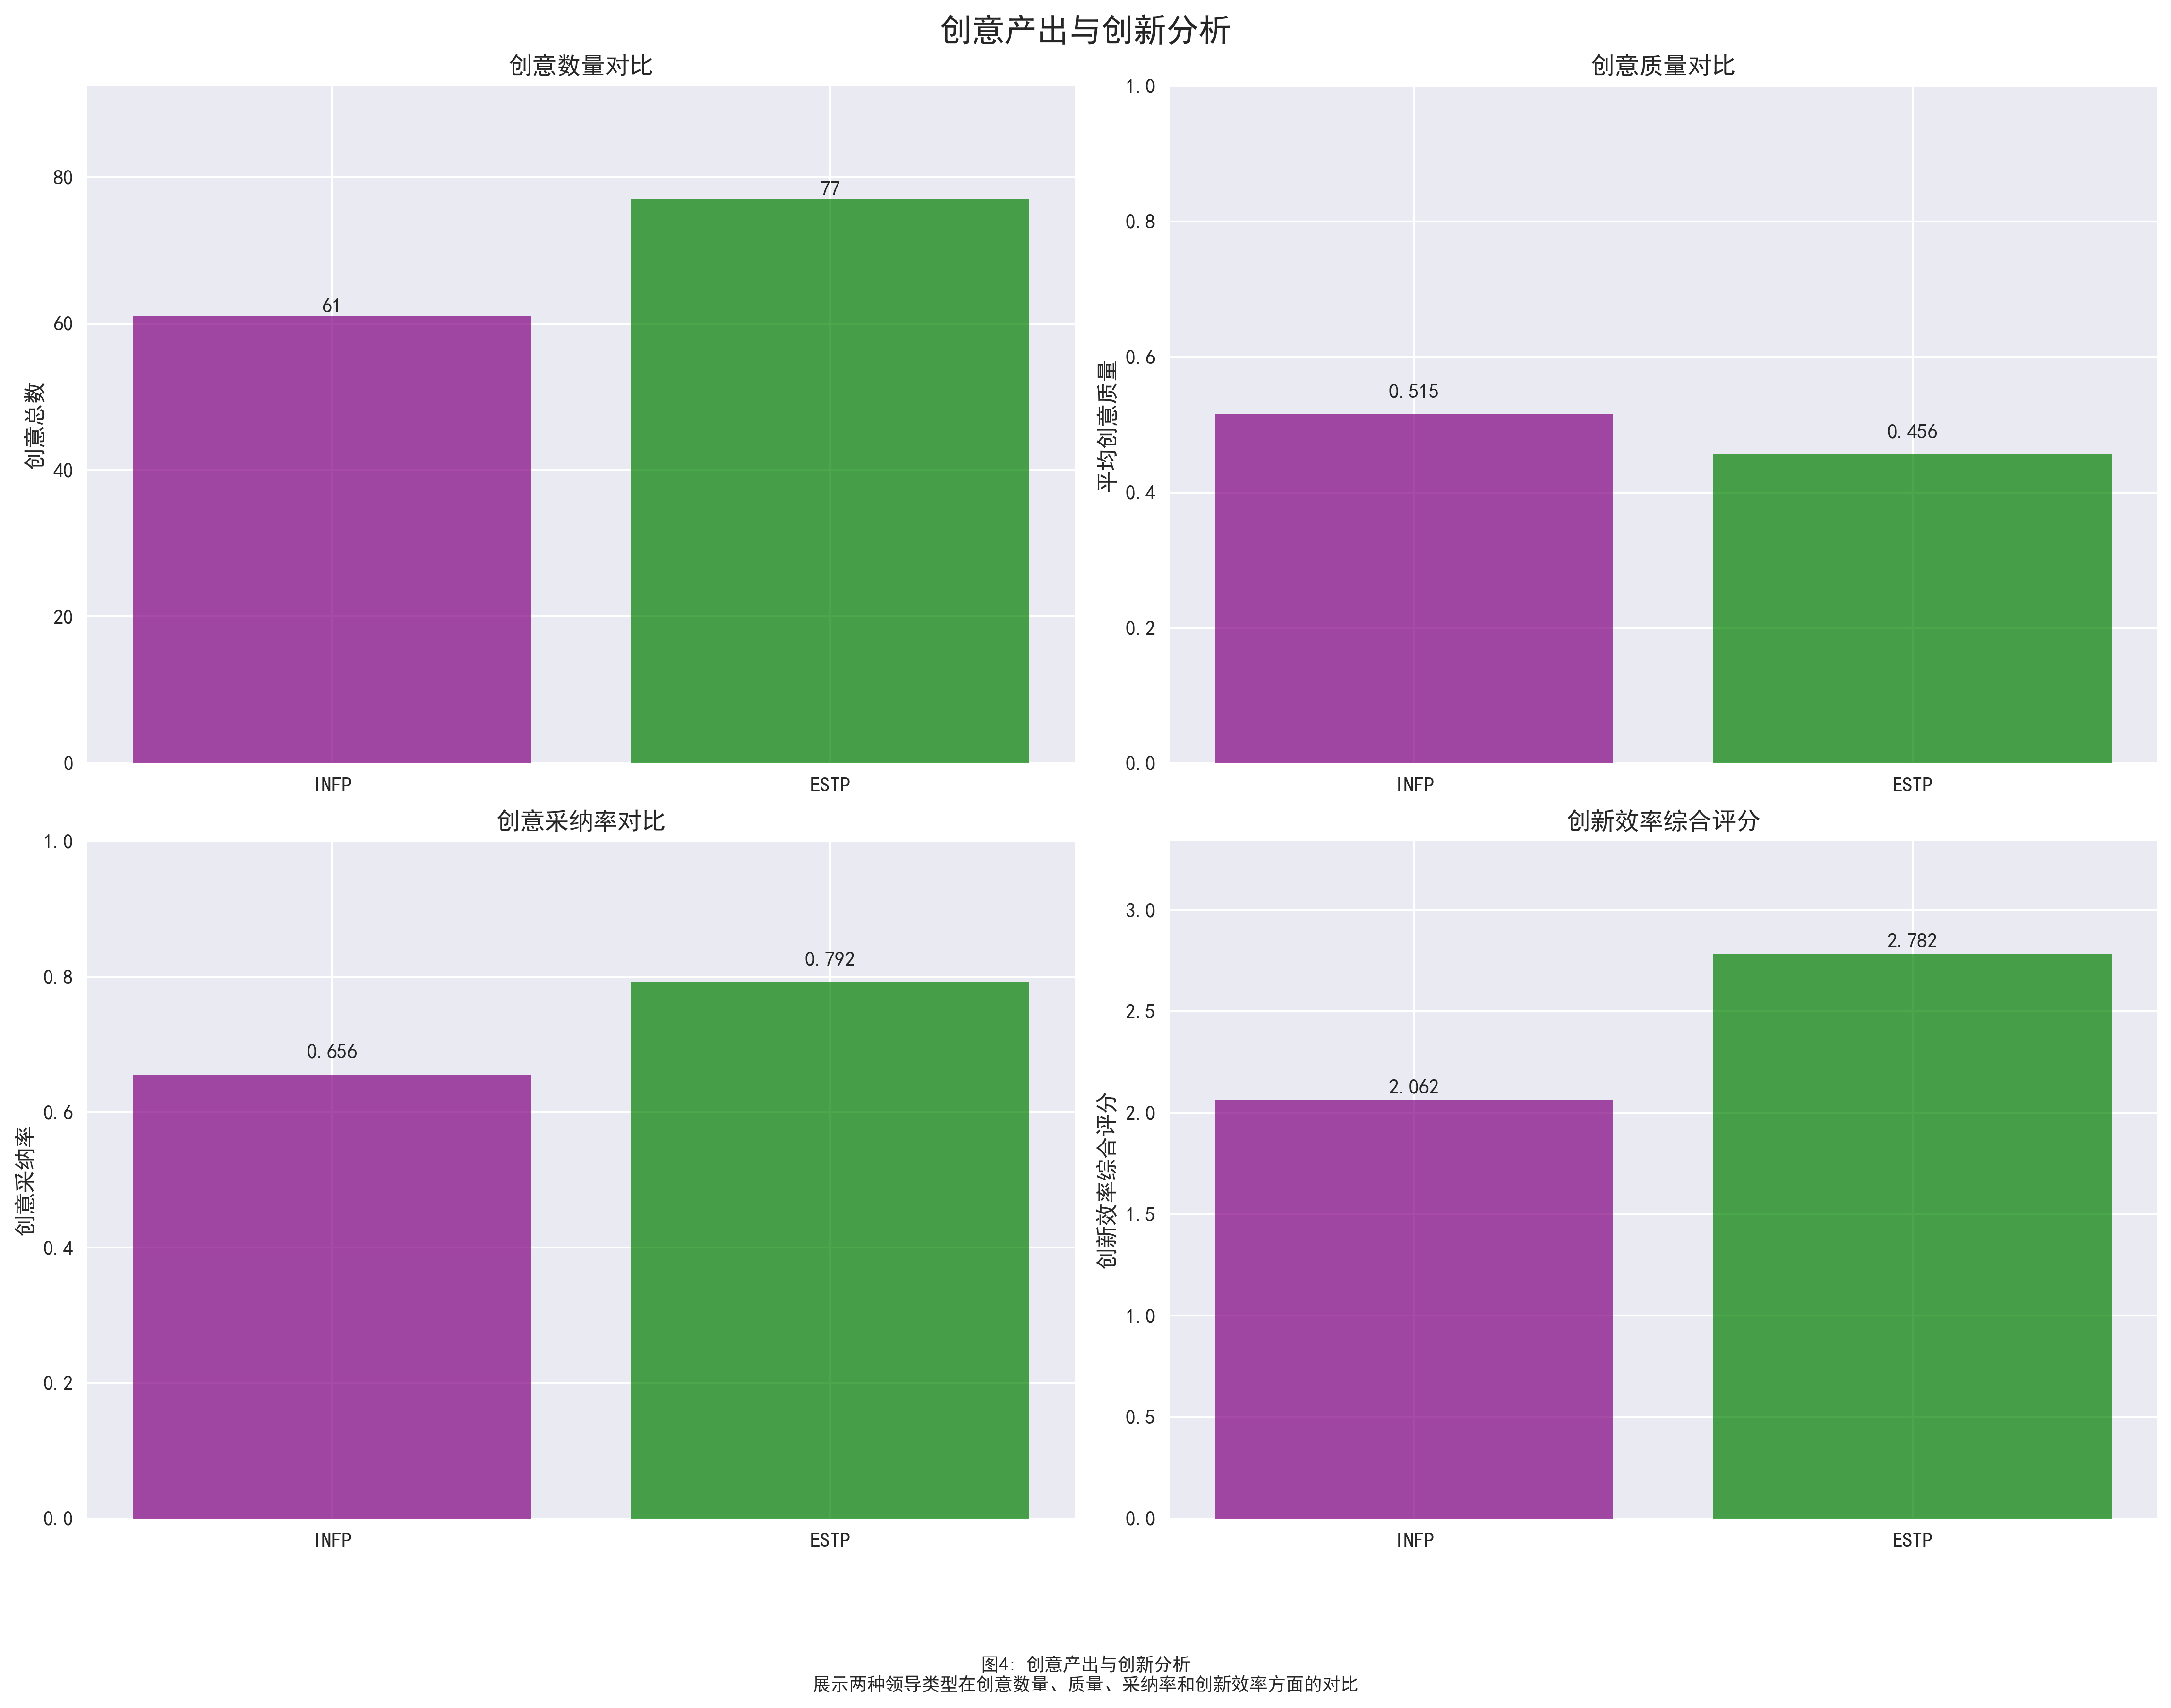 创意产出与创新分析
创意数量对比
创意总数
80
60
40
20
0
61
77
INFP
ESTP
创意质量对比
平均创意质量
1.0
0.8
0.6
0.4
0.2
0.0
0.515
0.456
INFP
ESTP
创意采纳率对比
创意采纳率
1.0
0.8
0.6
0.4
0.2
0.0
0.656
0.792
INFP
ESTP
创新效率综合评分
创新效率综合评分
3.0
2.5
2.0
1.5
1.0
0.5
0.0
2.062
2.782
INFP
ESTP
图4: 创意产出与创新分析
展示两种领导类型在创意数量、质量、采纳率和创新效率方面的对比